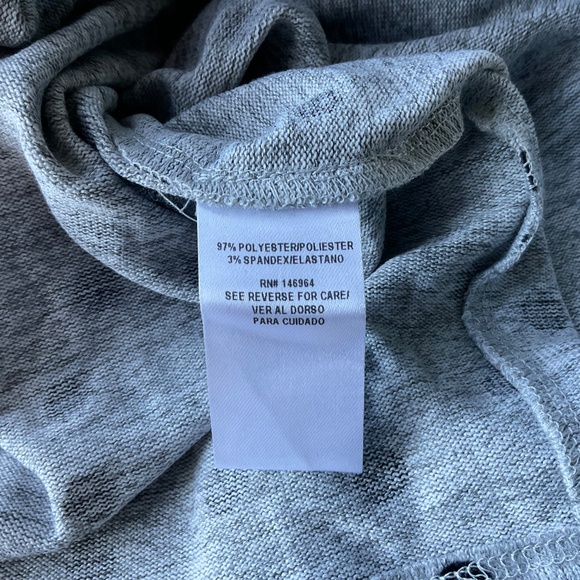 97% POLYESTER/POLIESTER
3% SPANDEX/ELASTANO
RN# 146964
SEE REVERSE FOR CARE/
VER AL DORSO
PARA CUIDADO